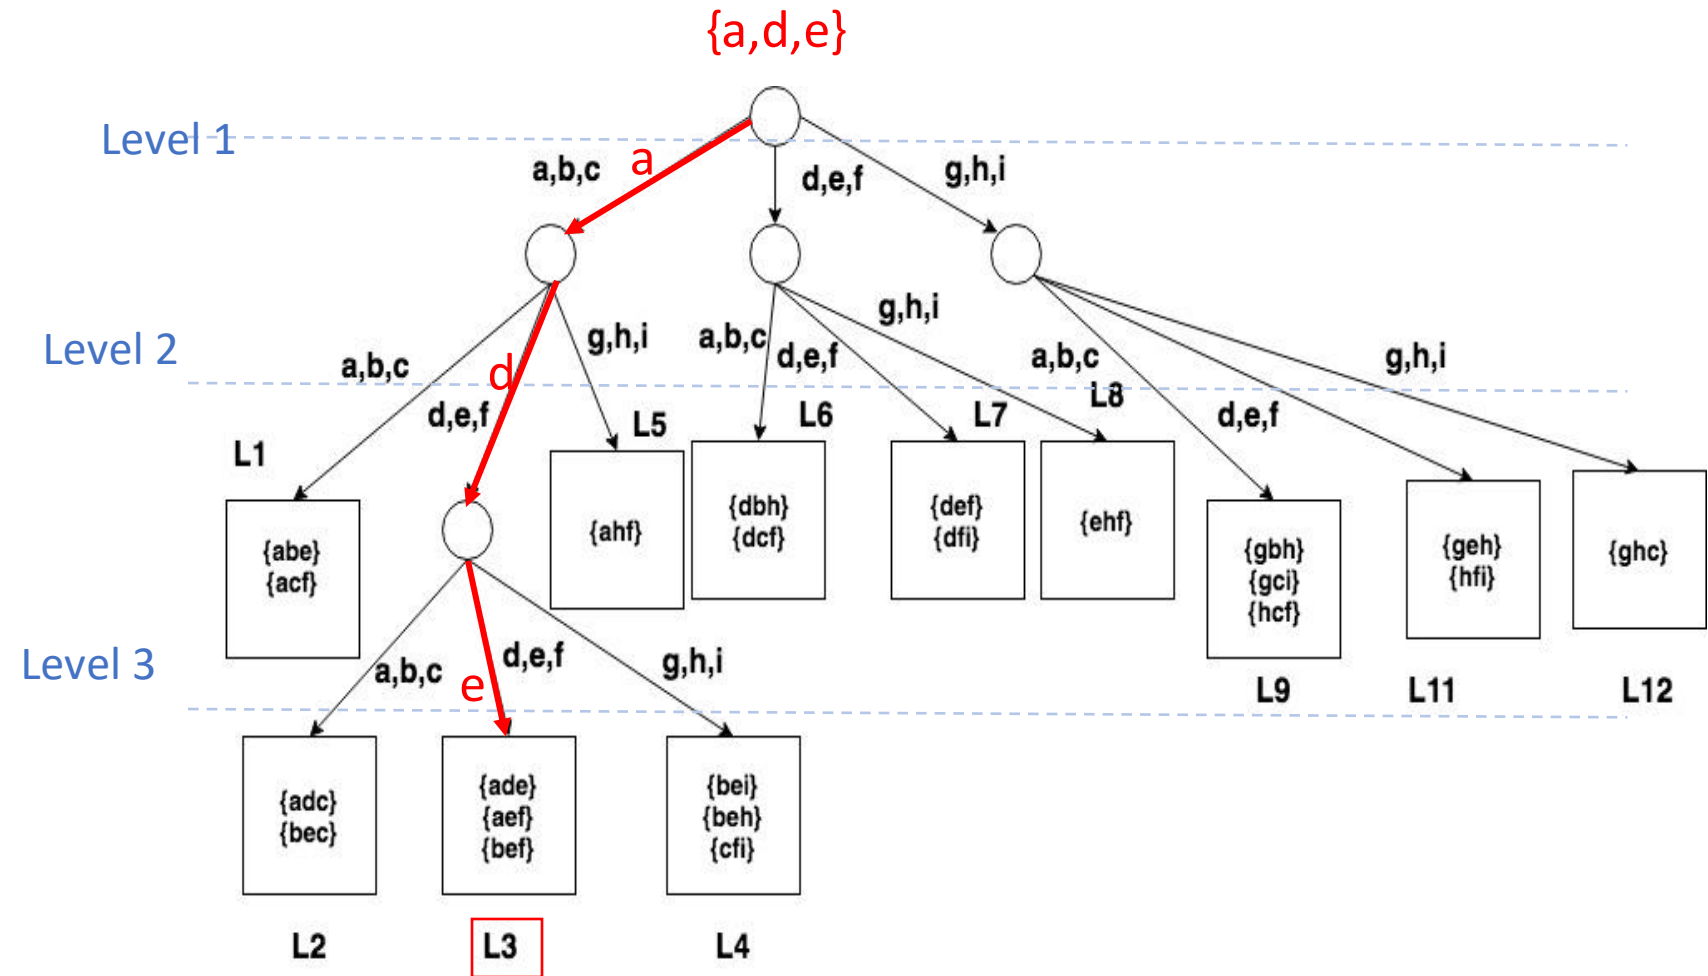 {a,d,e}
Level 1
a,b,c
a
d,e,f
g,h,i
Level 2
a,b,c
d
d,e,f
g,h,i
a,b,c
d,e,f
g,h,i
a,b,c
d,e,f
g,h,i
L1
L5
L6
L7
L8
{abe}
{acf}
{ahf}
{dbh}
{dcf}
{def}
{dfi}
{ehf}
{gbh}
{gci}
{hcf}
{geh}
{hfi}
{ghc}
L9
L11
L12
Level 3
a,b,c
e
d,e,f
g,h,i
{adc}
{bec}
{ade}
{aef}
{bef}
{bei}
{beh}
{cfi}
L2
L3
L4